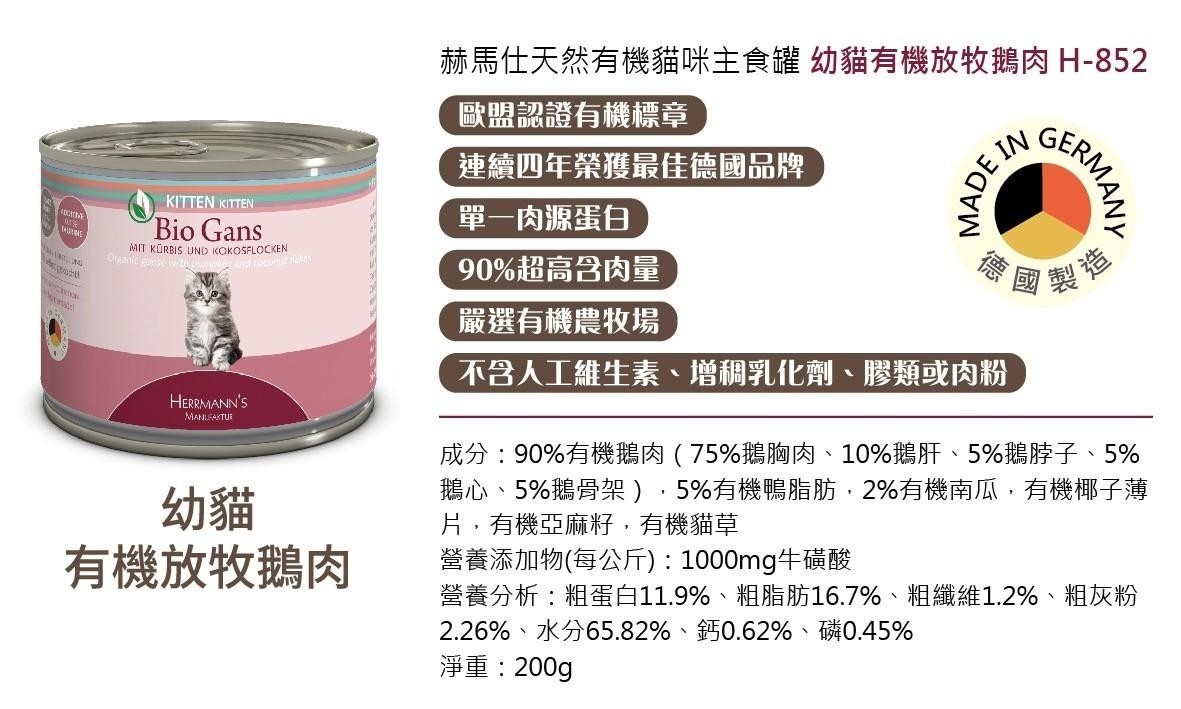 赫馬仕天然有機貓咪主食罐 幼貓有機放牧鵝肉 H-852
歐盟認證有機標章
連續四年榮獲最佳德國品牌
單一肉源蛋白
90%超高含肉量
嚴選有機農牧場
不含人工維生素、增稠乳化劑、膠類或肉粉
MADE IN GERMANY
德國製造
KITTEN KITTEN
Bio Gans
MIT KÜRBIS UND KOKOSFLOCKEN
Organic goose with pumpkin and coconut flakes
ADDITIVE
TAURINE
HERRMANN'S
MANUFAKTUR
幼貓
有機放牧鵝肉
成分：90%有機鵝肉（75%鵝胸肉、10%鵝肝、5%鵝脖子、5%
鵝心、5%鵝骨架），5%有機鴨脂肪，2%有機南瓜，有機椰子薄
片，有機亞麻籽，有機貓草
營養添加物(每公斤)：1000mg牛磺酸
營養分析：粗蛋白11.9%、粗脂肪16.7%、粗纖維1.2%、粗灰粉
2.26%、水分65.82%、鈣0.62%、磷0.45%
淨重：200g